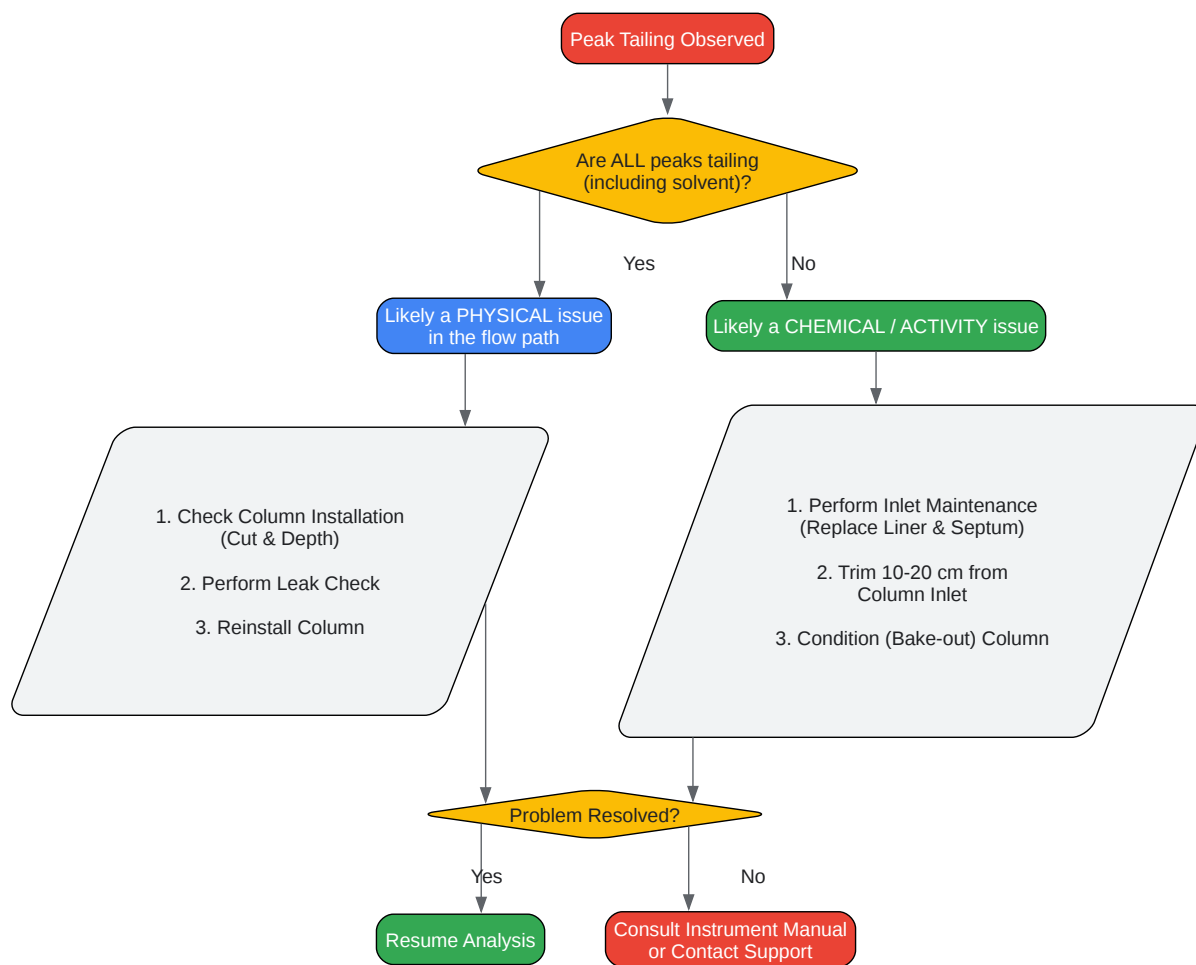 Peak Tailing Observed
Are ALL peaks tailing
(including solvent)?
Yes
No
Likely a PHYSICAL issue
in the flow path
Likely a CHEMICAL / ACTIVITY issue
1. Check Column Installation
(Cut & Depth)
2. Perform Leak Check
3. Reinstall Column
1. Perform Inlet Maintenance
(Replace Liner & Septum)
2. Trim 10-20 cm from
Column Inlet
3. Condition (Bake-out) Column
Problem Resolved?
Yes
No
Resume Analysis
Consult Instrument Manual
or Contact Support